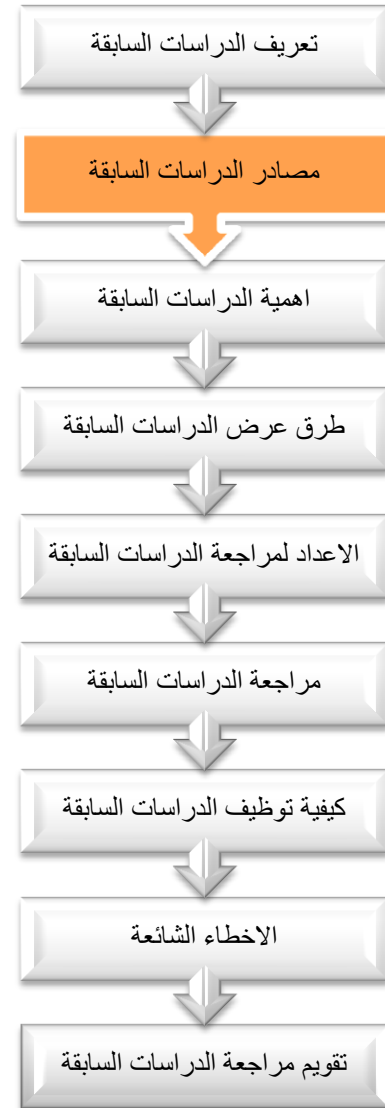 تعريف الدراسات السابقة
مصادر الدراسات السابقة
اهمية الدراسات السابقة
طرق عرض الدراسات السابقة
الاعداد لمراجعة الدراسات السابقة
مراجعة الدراسات السابقة
كيفية توظيف الدراسات السابقة
الاخطاء الشائعة
تقويم مراجعة الدراسات السابقة